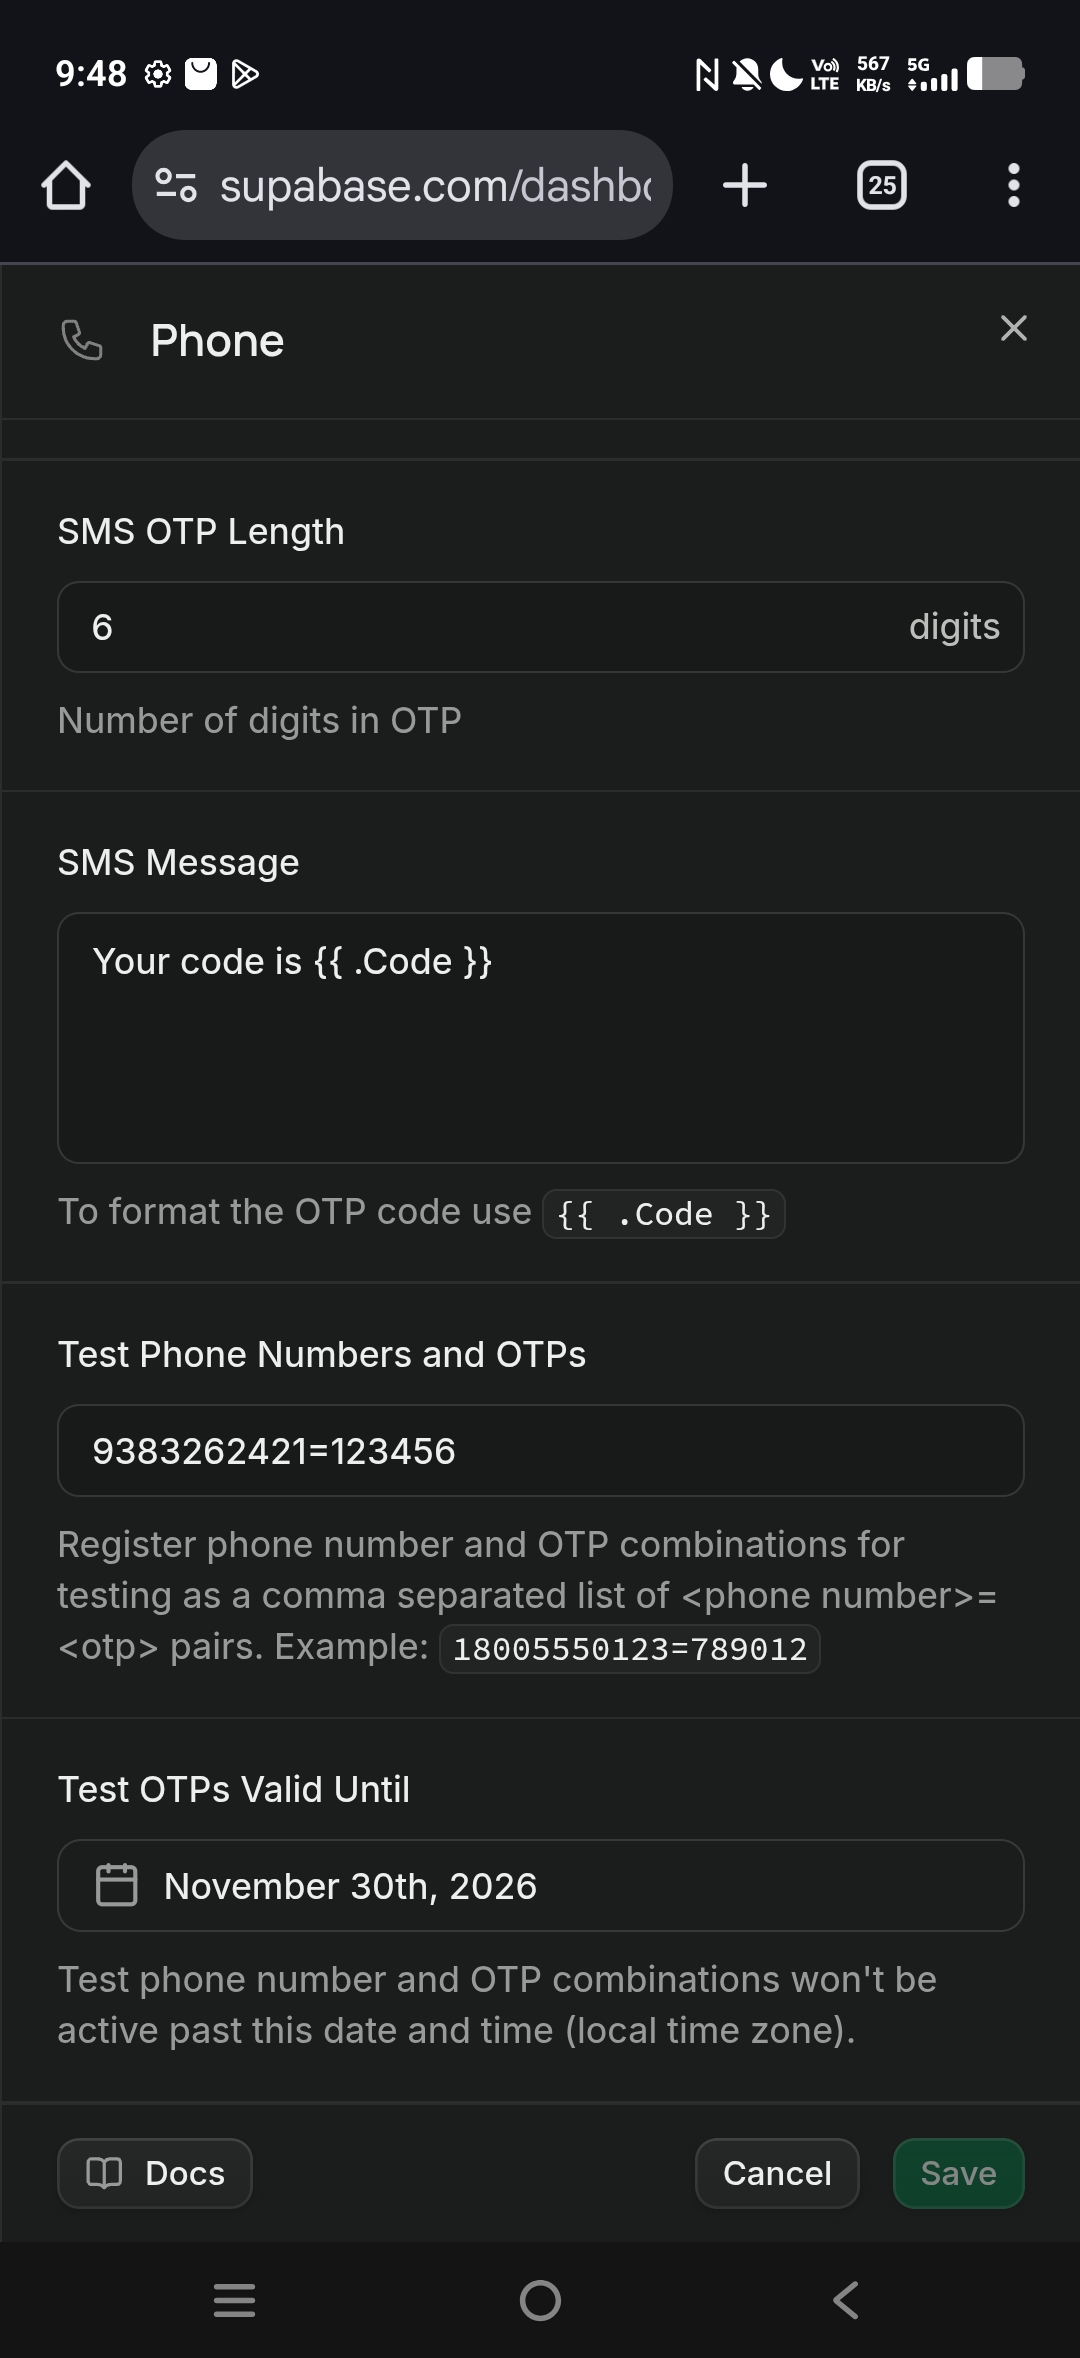 9:48
Vo))
LTE
567
KB/s
5G
supabase.com/dashbo
25
Phone
SMS OTP Length
6
digits
Number of digits in OTP
SMS Message
Your code is {{ .Code }}
To format the OTP code use {{ .Code }}
Test Phone Numbers and OTPs
9383262421=123456
Register phone number and OTP combinations for
testing as a comma separated list of <phone number>=
<otp> pairs. Example: 18005550123=789012
Test OTPs Valid Until
November 30th, 2026
Test phone number and OTP combinations won't be
active past this date and time (local time zone).
Docs
Cancel
Save